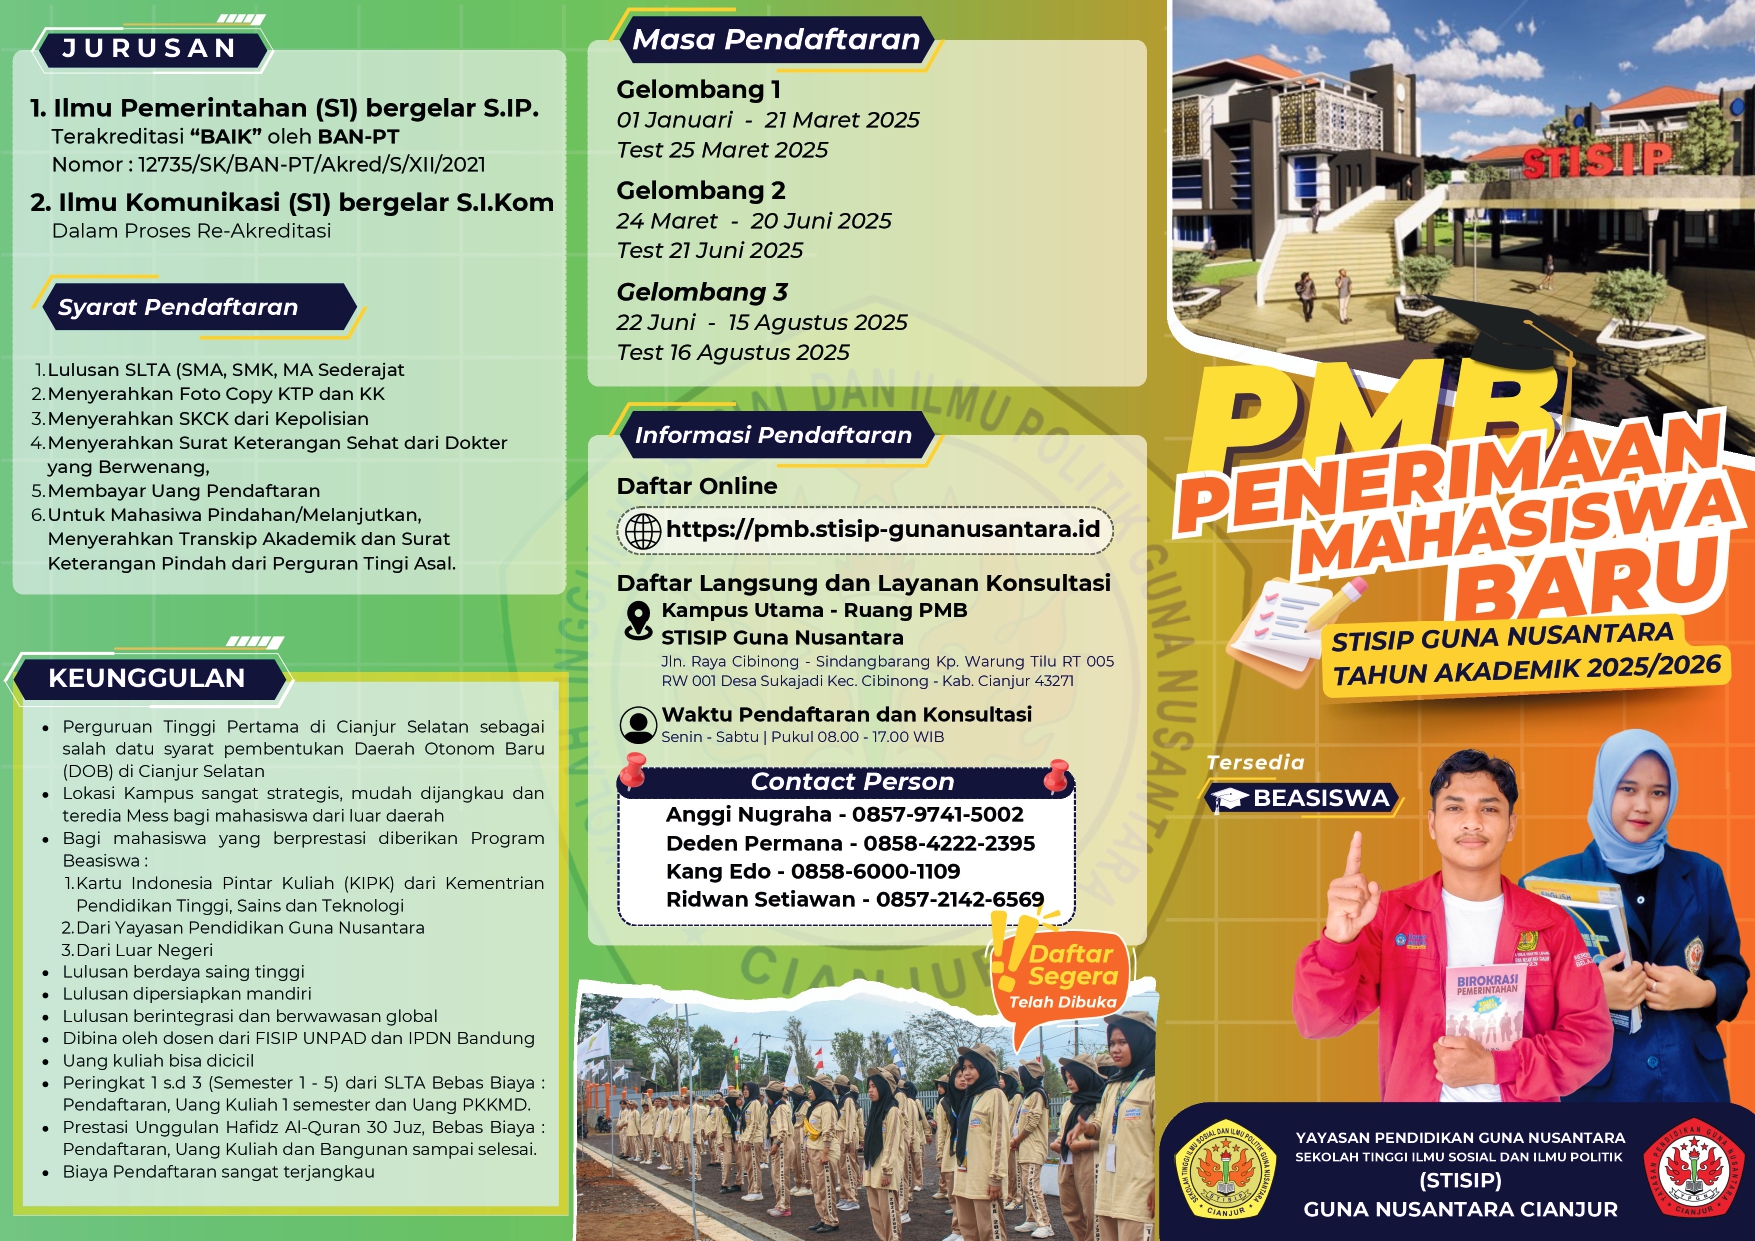 JURUSAN
1. Ilmu Pemerintahan (S1) bergelar S.IP.
Terakreditasi “BAIK” oleh BAN-PT
Nomor : 12735/SK/BAN-PT/Akred/S/XII/2021
2. Ilmu Komunikasi (S1) bergelar S.I.Kom
Dalam Proses Re-Akreditasi
Syarat Pendaftaran
1. Lulusan SLTA (SMA, SMK, MA Sederajat
2. Menyerahkan Foto Copy KTP dan KK
3. Menyerahkan SKCK dari Kepolisian
4. Menyerahkan Surat Keterangan Sehat dari Dokter
yang Berwenang,
5. Membayar Uang Pendaftaran
6. Untuk Mahasiwa Pindahan/Melanjutkan,
Menyerahkan Transkip Akademik dan Surat
Keterangan Pindah dari Perguran Tingi Asal.
KEUNGGULAN
• Perguruan Tinggi Pertama di Cianjur Selatan sebagai
salah datu syarat pembentukan Daerah Otonom Baru
(DOB) di Cianjur Selatan
• Lokasi Kampus sangat strategis, mudah dijangkau dan
teredia Mess bagi mahasiswa dari luar daerah
• Bagi mahasiswa yang berprestasi diberikan Program
Beasiswa :
1. Kartu Indonesia Pintar Kuliah (KIPK) dari Kementrian
Pendidikan Tinggi, Sains dan Teknologi
2. Dari Yayasan Pendidikan Guna Nusantara
3. Dari Luar Negeri
• Lulusan berdaya saing tinggi
• Lulusan dipersiapkan mandiri
• Lulusan berintegrasi dan berwawasan global
• Dibina oleh dosen dari FISIP UNPAD dan IPDN Bandung
• Uang kuliah bisa dicicil
• Peringkat 1 s.d 3 (Semester 1 - 5) dari SLTA Bebas Biaya :
Pendaftaran, Uang Kuliah 1 semester dan Uang PKKMD.
• Prestasi Unggulan Hafidz Al-Quran 30 Juz, Bebas Biaya :
Pendaftaran, Uang Kuliah dan Bangunan sampai selesai.
• Biaya Pendaftaran sangat terjangkau
Masa Pendaftaran
Gelombang 1
01 Januari - 21 Maret 2025
Test 25 Maret 2025
Gelombang 2
24 Maret - 20 Juni 2025
Test 21 Juni 2025
Gelombang 3
22 Juni - 15 Agustus 2025
Test 16 Agustus 2025
Informasi Pendaftaran
Daftar Online
https://pmb.stisip-gunanusantara.id
Daftar Langsung dan Layanan Konsultasi
Kampus Utama - Ruang PMB
STISIP Guna Nusantara
Jln. Raya Cibinong - Sindangbarang Kp. Warung Tilu RT 005
RW 001 Desa Sukajadi Kec. Cibinong - Kab. Cianjur 43271
Waktu Pendaftaran dan Konsultasi
Senin - Sabtu | Pukul 08.00 - 17.00 WIB
Contact Person
Anggi Nugraha - 0857-9741-5002
Deden Permana - 0858-4222-2395
Kang Edo - 0858-6000-1109
Ridwan Setiawan - 0857-2142-6569
Daftar
Segera
Telah Dibuka
STISIP
PMB
PENERIMAAN
MAHASISWA
BARU
STISIP GUNA NUSANTARA
TAHUN AKADEMIK 2025/2026
Tersedia
BEASISWA
BIROKRASI
PEMERINTAHAN
YAYASAN PENDIDIKAN GUNA NUSANTARA
SEKOLAH TINGGI ILMU SOSIAL DAN ILMU POLITIK
(STISIP)
GUNA NUSANTARA CIANJUR
SEKOLAH TINGGI ILMU SOSIAL DAN ILMU POLITIK GUNA NUSANTARA
CIANJUR
YAYASAN PENDIDIKAN GUNA NUSANTARA
CIANJUR